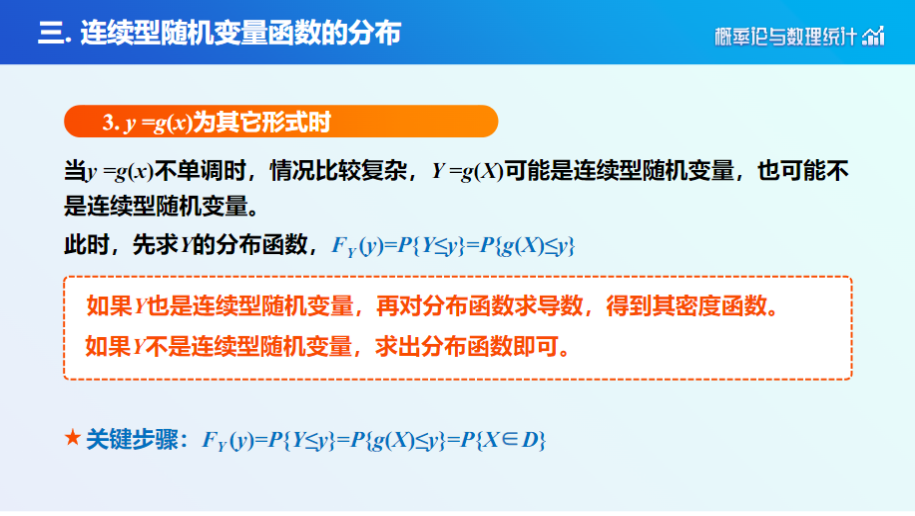 三. 连续型随机变量函数的分布
概率论与数理统计
3. y =g(x)为其它形式时
当y =g(x)不单调时，情况比较复杂，Y =g(X)可能是连续型随机变量，也可能不
是连续型随机变量。
此时，先求Y的分布函数，F_Y (y)=P{Y≤y}=P{g(X)≤y}
如果Y也是连续型随机变量，再对分布函数求导数，得到其密度函数。
如果Y不是连续型随机变量，求出分布函数即可。
★ 关键步骤：F_Y (y)=P{Y≤y}=P{g(X)≤y}=P{X∈D}